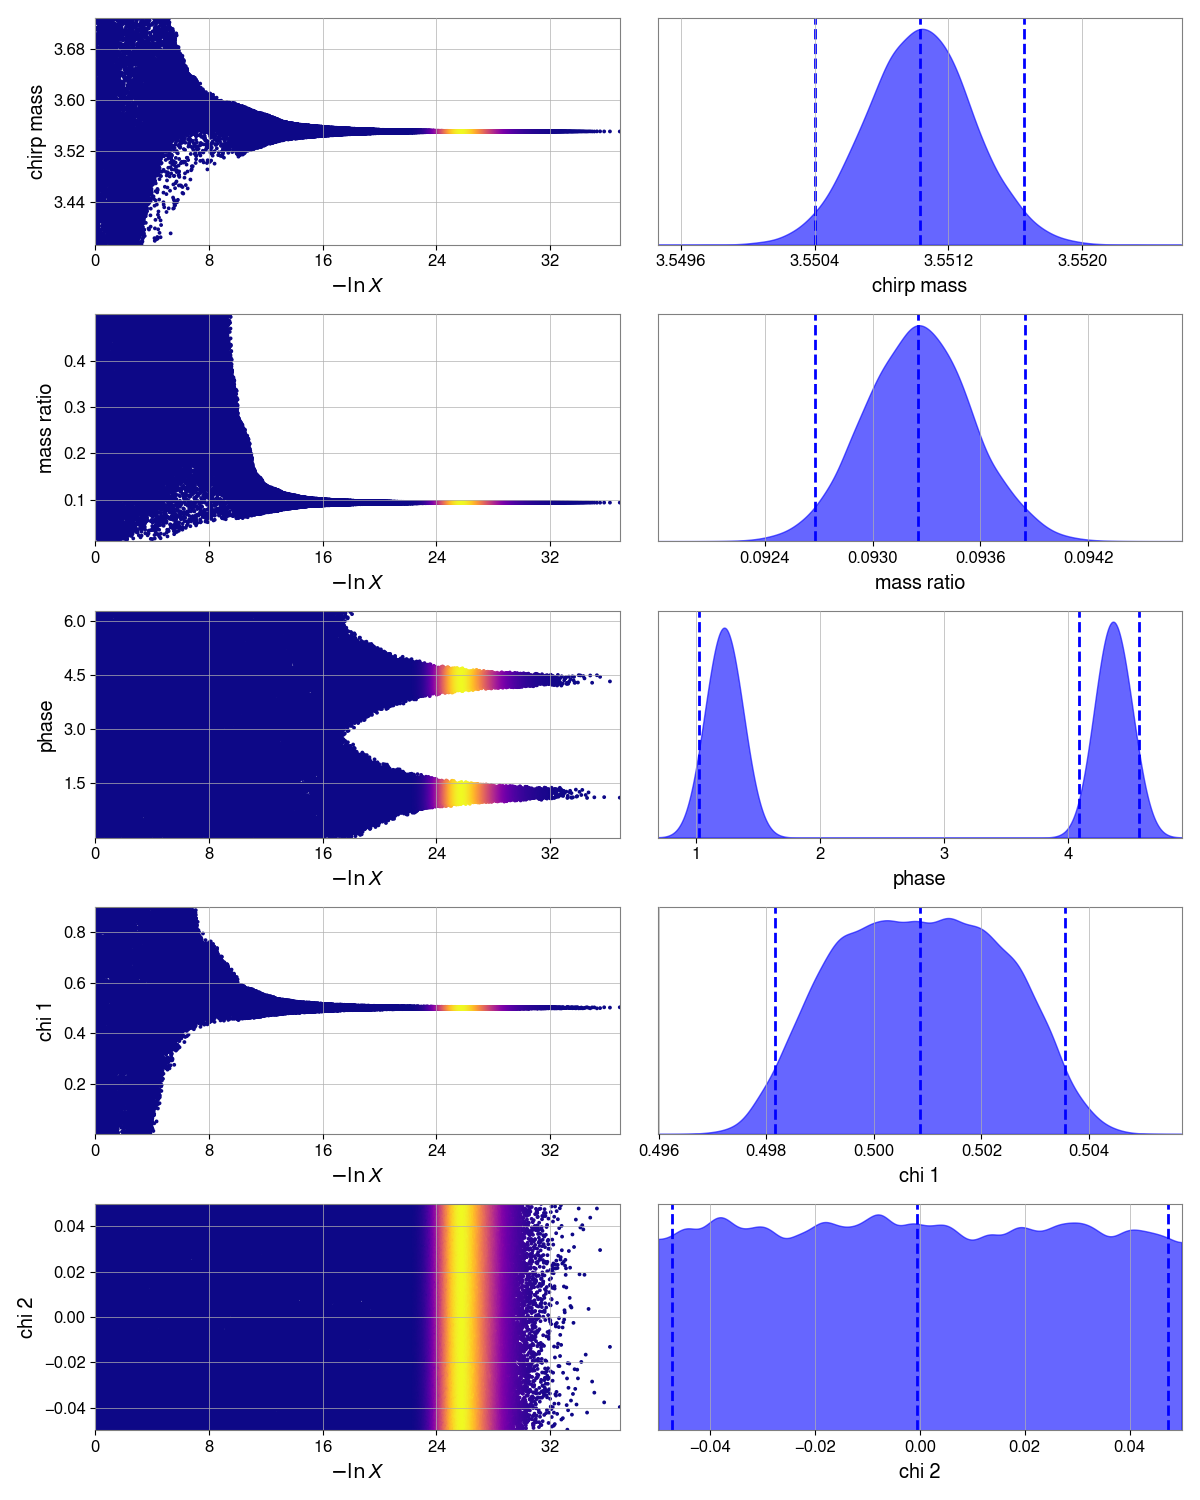 3.68
3.60
3.52
3.44
chirp mass
0 8 16 24 32
−ln X
3.5496 3.5504 3.5512 3.5520
chirp mass
0.4
0.3
0.2
0.1
mass ratio
0 8 16 24 32
−ln X
0.0924 0.0930 0.0936 0.0942
mass ratio
6.0
4.5
3.0
1.5
phase
0 8 16 24 32
−ln X
1 2 3 4
phase
0.8
0.6
0.4
0.2
chi 1
0 8 16 24 32
−ln X
0.496 0.498 0.500 0.502 0.504
chi 1
0.04
0.02
0.00
−0.02
−0.04
chi 2
0 8 16 24 32
−ln X
−0.04 −0.02 0.00 0.02 0.04
chi 2